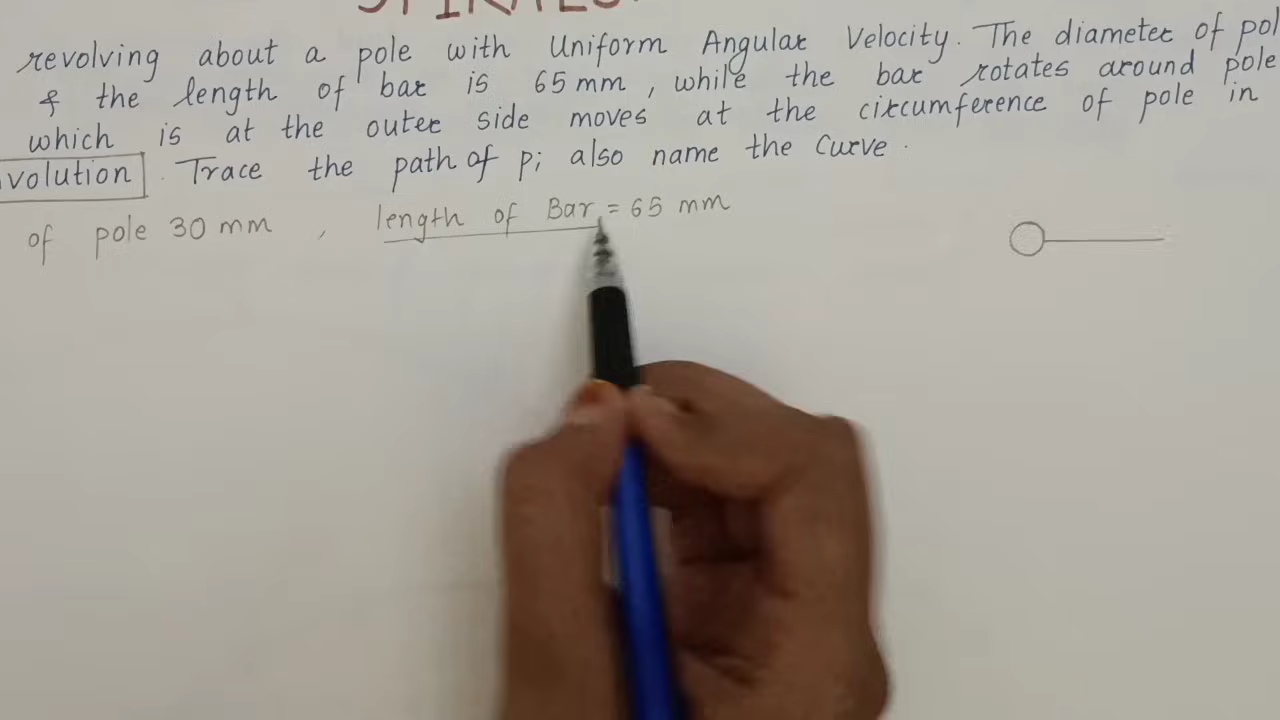 SPIRALS
revolving about a pole with Uniform Angular Velocity. The diameter of pol
& the length of bar is 65 mm, while the bar rotates around pole
which is at the outer side moves at the circumference of pole in
volution. Trace the path of p; also name the Curve.
of pole 30 mm, length of Bar = 65 mm